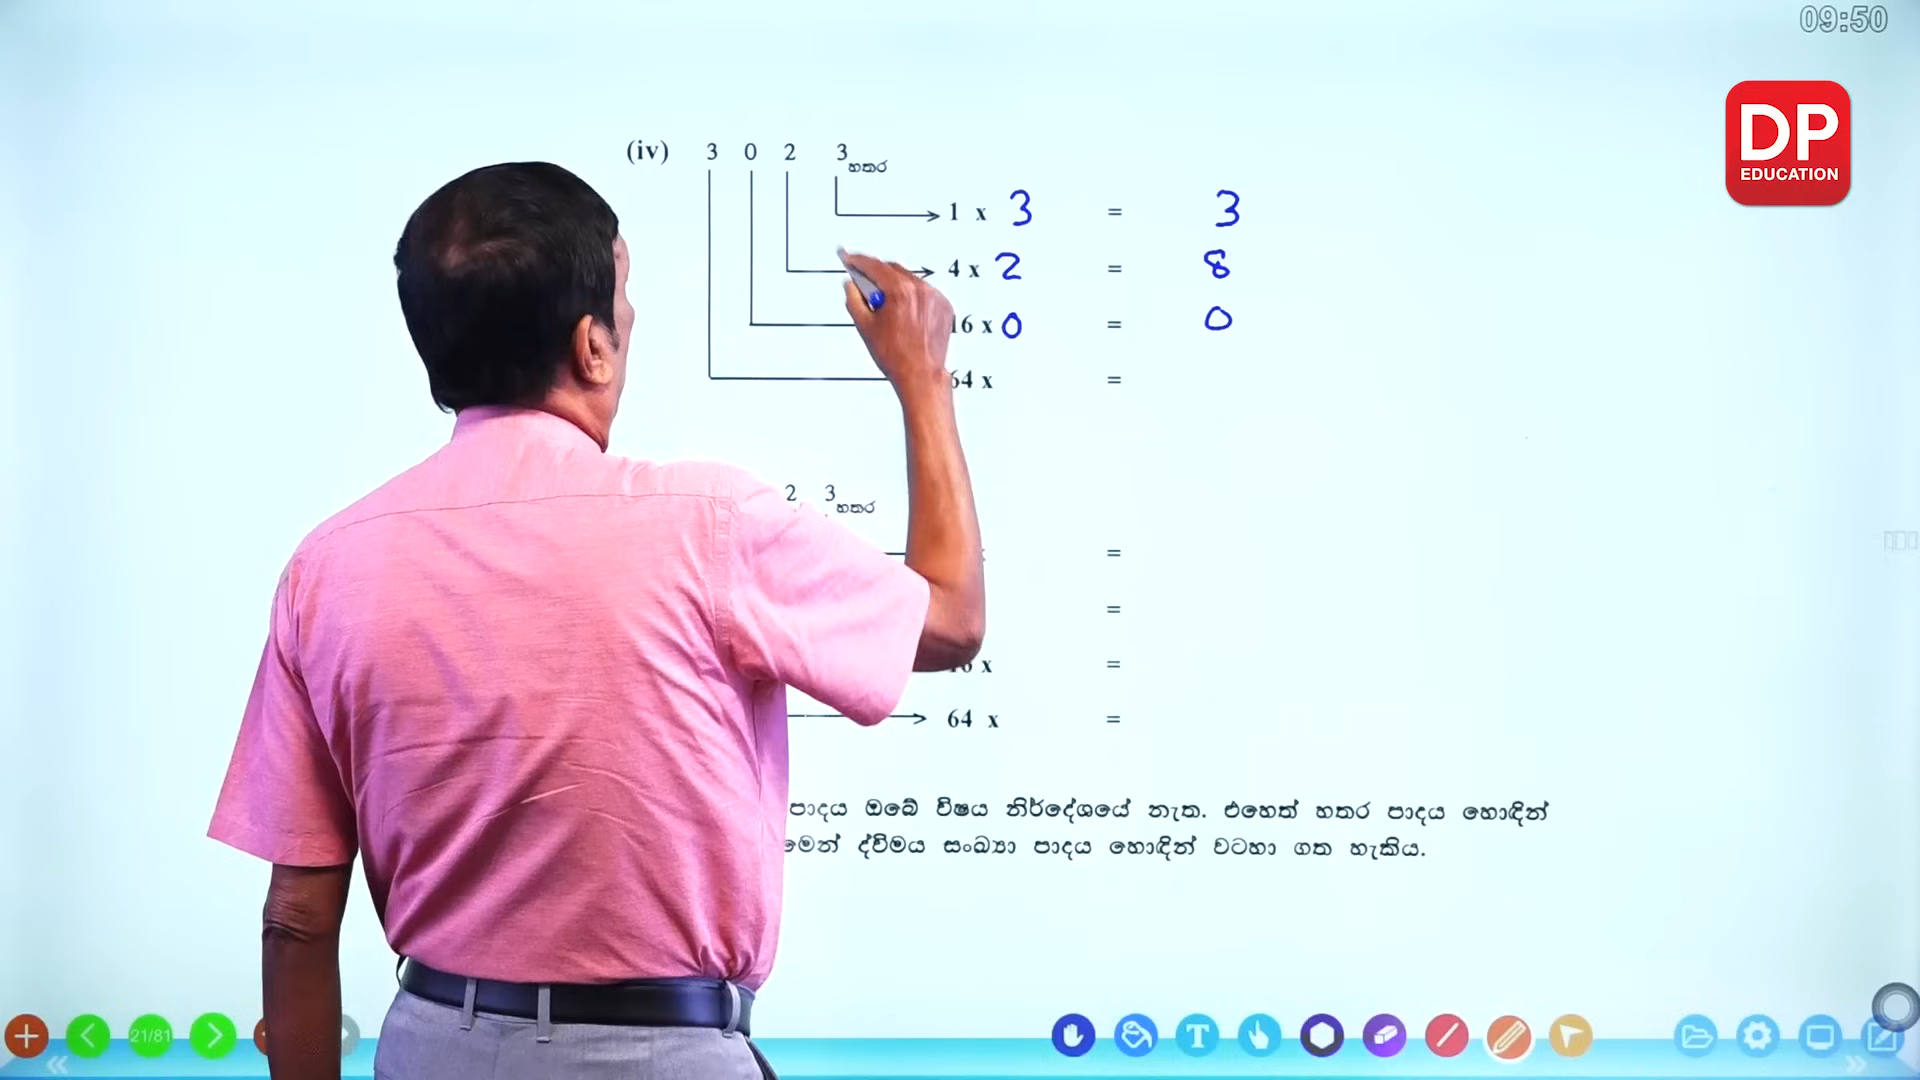 09:50
DP
EDUCATION
(iv) 3 0 2 3හතර
1 x 3 = 3
4 x 2 = 8
16 x 0 = 0
64 x =
2 3හතර
=
=
16 x =
64 x =
පාදය ඔබේ විෂය නිර්දේශයේ නැත. එහෙත් හතර පාදය හොඳින්
ද්විමය සංඛ්‍යා පාදය හොඳින් වටහා ගත හැකිය.
21/81